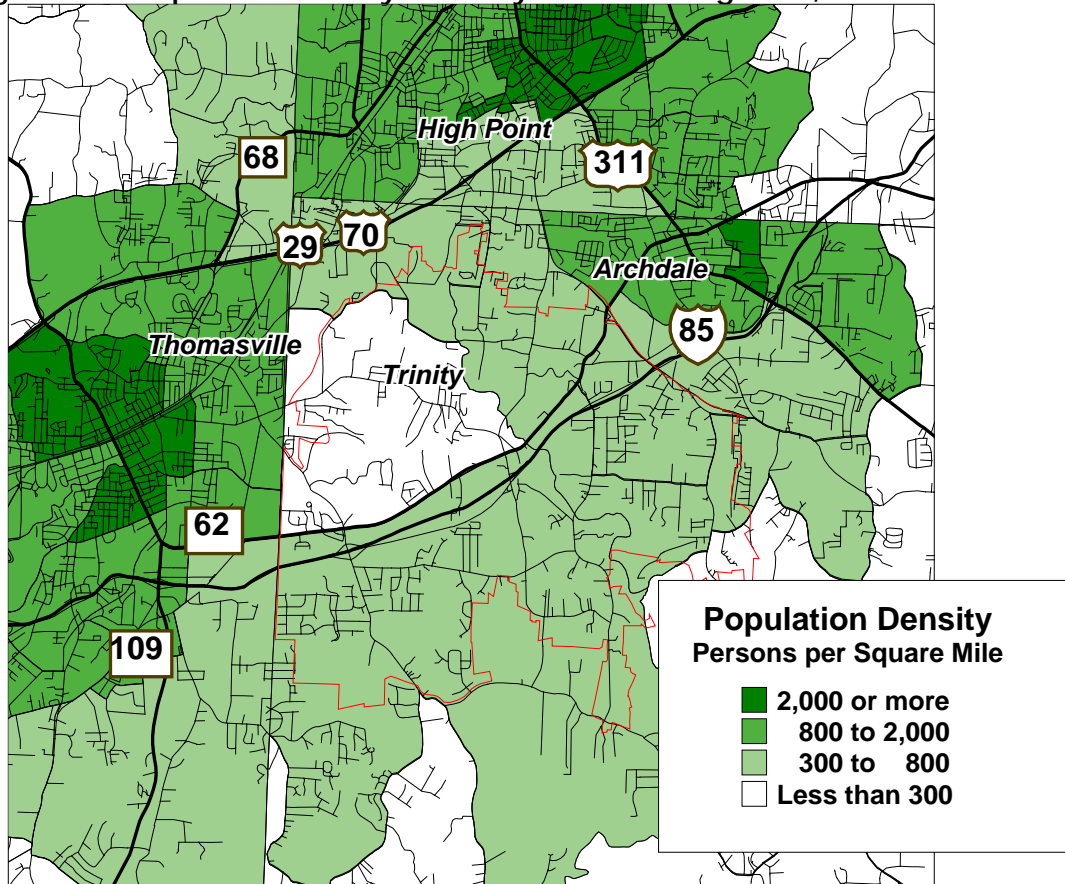 High Point
68
311
29
70
Archdale
85
Thomasville
Trinity
62
109
Population Density
Persons per Square Mile
2,000 or more
800 to 2,000
300 to 800
Less than 300